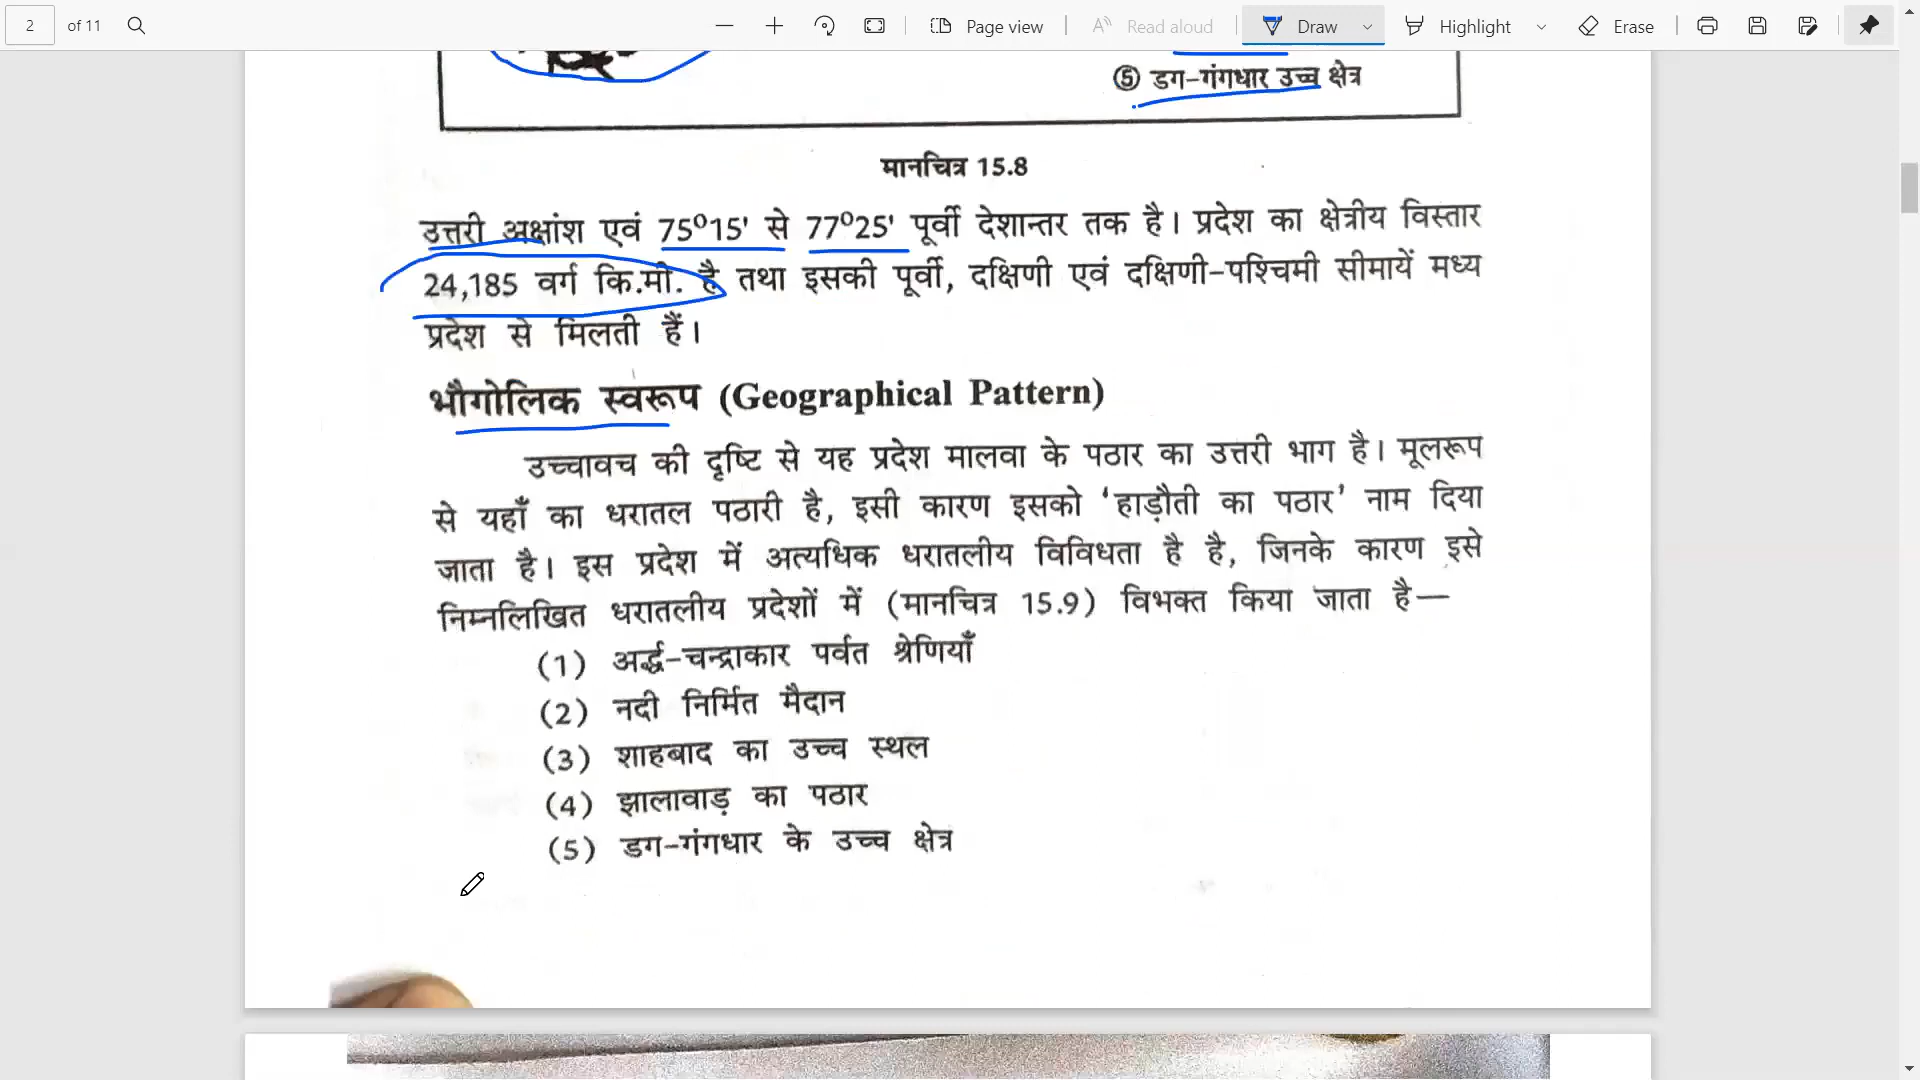 2 of 11 Page view Read aloud Draw Highlight Erase
⑤ डग-गंगधार उच्च क्षेत्र
मानचित्र 15.8
उत्तरी अक्षांश एवं 75⁰15' से 77⁰25' पूर्वी देशान्तर तक है। प्रदेश का क्षेत्रीय विस्तार
24,185 वर्ग कि.मी. है तथा इसकी पूर्वी, दक्षिणी एवं दक्षिणी-पश्चिमी सीमायें मध्य
प्रदेश से मिलती हैं।
भौगोलिक स्वरूप (Geographical Pattern)
उच्चावच की दृष्टि से यह प्रदेश मालवा के पठार का उत्तरी भाग है। मूलरूप
से यहाँ का धरातल पठारी है, इसी कारण इसको 'हाड़ौती का पठार' नाम दिया
जाता है। इस प्रदेश में अत्यधिक धरातलीय विविधता है है, जिनके कारण इसे
निम्नलिखित धरातलीय प्रदेशों में (मानचित्र 15.9) विभक्त किया जाता है—
(1) अर्द्ध-चन्द्राकार पर्वत श्रेणियाँ
(2) नदी निर्मित मैदान
(3) शाहबाद का उच्च स्थल
(4) झालावाड़ का पठार
(5) डग-गंगधार के उच्च क्षेत्र